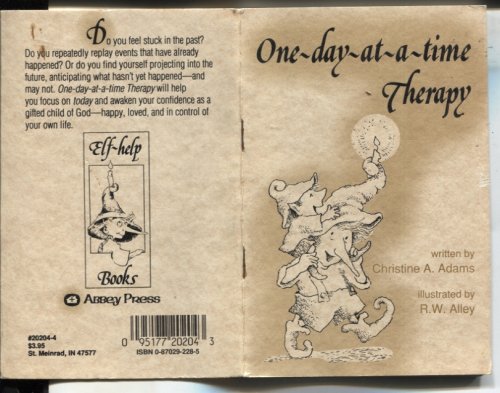 Do you feel stuck in the past?
Do you repeatedly replay events that have already
happened? Or do you find yourself projecting into the
future, anticipating what hasn't yet happened—and
may not. One-day-at-a-time Therapy will help
you focus on today and awaken your confidence as a
gifted child of God—happy, loved, and in control of
your own life.
Elf-help
Books
ABBEY PRESS
#20204-4
$3.95
St. Meinrad, IN 47577
0 95177 20204 3
ISBN 0-87029-228-5
One-day-at-a-time
Therapy
written by
Christine A. Adams
illustrated by
R.W. Alley